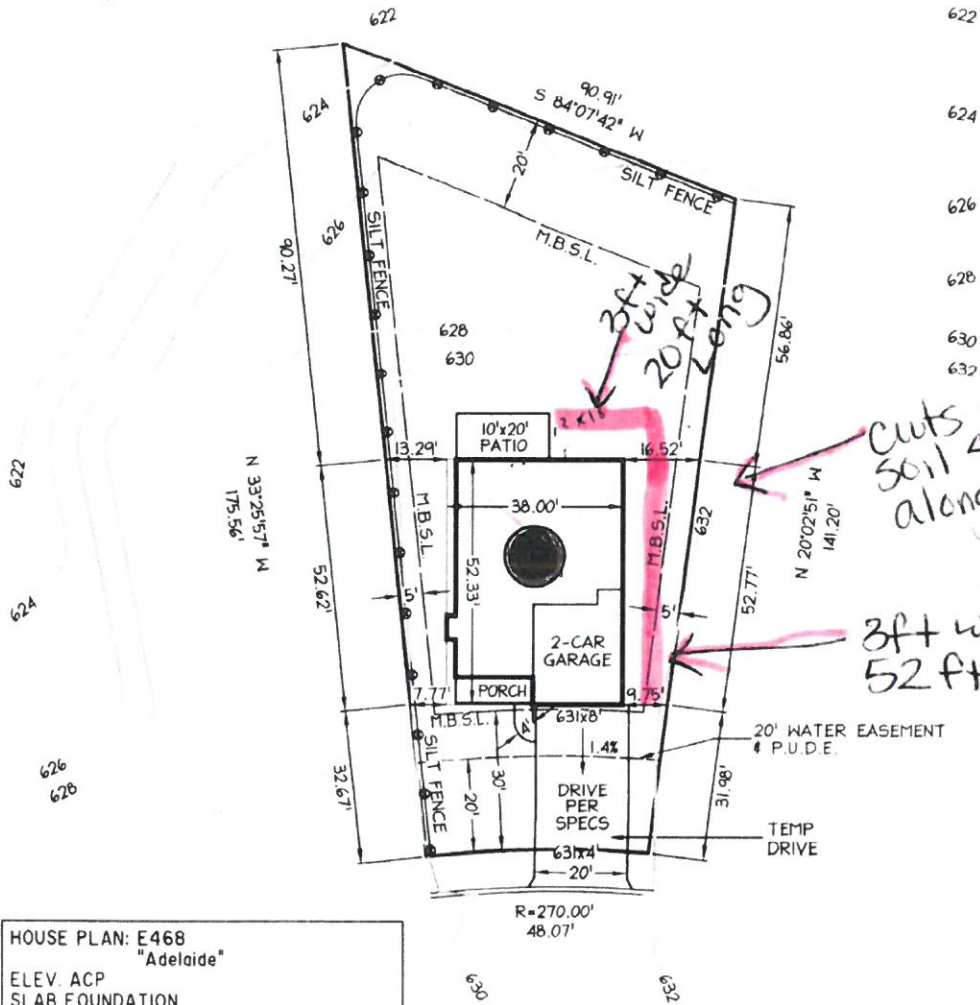 622
622
90.91'
S 84°07'42" W
624
624
20'
SILT FENCE
626
626
SILT FENCE
M.B.S.L.
90.27'
3ft wide
20 ft Long
628
628
56.86'
630
630
632
10'x20'
PATIO
13.29'
16.52'
cuts
soil
along
622
N 33°25'57" W
175.56'
M.B.S.L.
38.00'
M.B.S.L.
632
N 20°02'51" W
141.20'
52.33'
52.62'
5'
5'
52.77'
624
2-CAR
GARAGE
3ft
52 ft
7.77'
PORCH
9.75'
M.B.S.L.
631x8'
4'
20' WATER EASEMENT
& P.U.D.E.
1.4%
626
628
32.67'
SILT FENCE
20'
30'
DRIVE
PER
SPECS
31.98'
TEMP
DRIVE
631x4'
20'
R=270.00'
48.07'
HOUSE PLAN: E468
"Adelaide"
ELEV. ACP
SLAB FOUNDATION
630
632